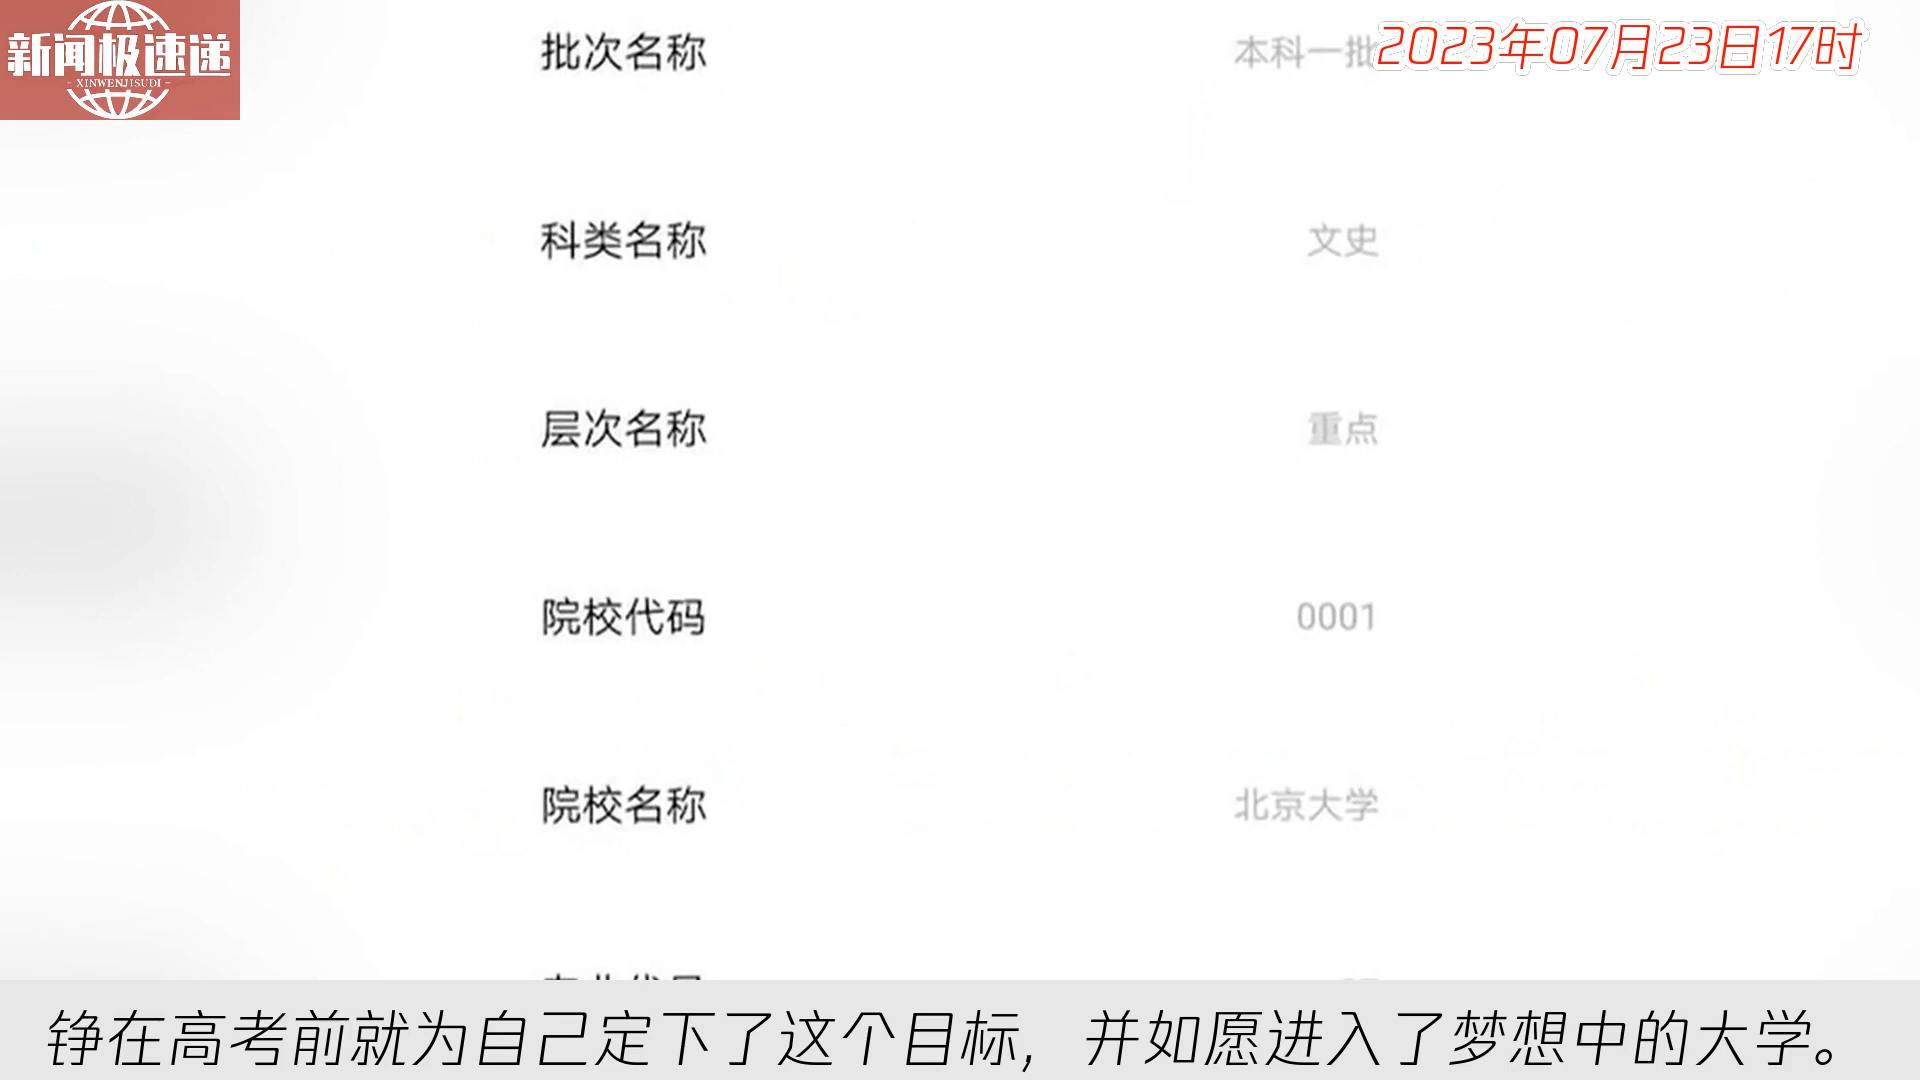 新闻极速递
- XINWENJISUDI -
2023年07月23日17时
批次名称 本科一批
科类名称 文史
层次名称 重点
院校代码 0001
院校名称 北京大学
铮在高考前就为自己定下了这个目标，并如愿进入了梦想中的大学。